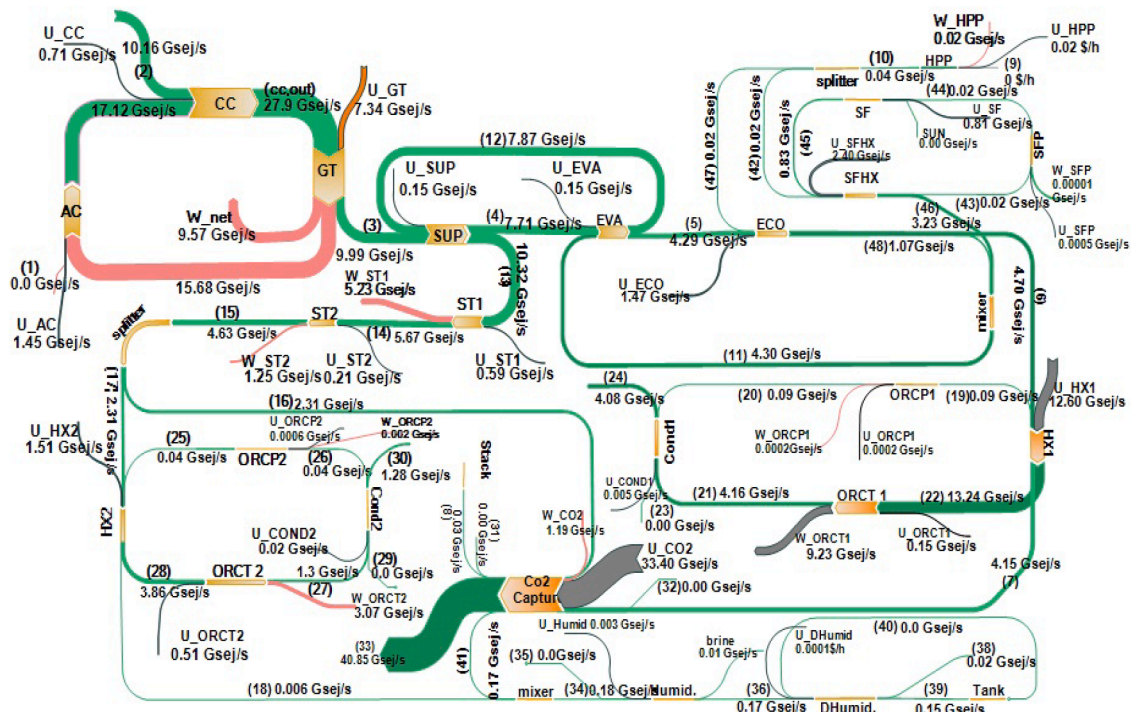 U_CC
0.71 Gsej/s
10.16 Gsej/s
(2)
17.12 Gsej/s
CC
(cc,out)
27.9 Gsej/s
U_GT
7.34 Gsej/s
GT
AC
W_net
9.57 Gsej/s
(1)
0.0 Gsej/s
15.68 Gsej/s
U_AC
1.45 Gsej/s
(3)
9.99 Gsej/s
(12) 7.87 Gsej/s
U_SUP
0.15 Gsej/s
U_EVA
0.15 Gsej/s
SUP
(4)
7.71 Gsej/s
EVA
(5)
4.29 Gsej/s
10.32 Gsej/s
(13)
W_ST1
5.23 Gsej/s
ST1
U_ST1
0.59 Gsej/s
(14)
5.67 Gsej/s
ST2
W_ST2
1.25 Gsej/s
U_ST2
0.21 Gsej/s
(15)
4.63 Gsej/s
splitter
W_HPP
0.02 Gsej/s
U_HPP
0.02 $/h
(10)
0.04 Gsej/s
HPP
(9)
0 $/h
splitter
(44) 0.02 Gsej/s
SF
U_SF
0.81 Gsej/s
SUN
0.00 Gsej/s
(47) 0.02 Gsej/s
(42) 0.02 Gsej/s
0.83 Gsej/s
(45)
U_SFHX
2.40 Gsej/s
SFHX
SFP
W_SFP
0.00001
Gsej/s
U_SFP
0.0005 Gsej/s
(43) 0.02 Gsej/s
(46)
3.23 Gsej/s
ECO
(48) 1.07 Gsej/s
U_ECO
1.47 Gsej/s
mixer
4.70 Gsej/s
(6)
(11) 4.30 Gsej/s
(17) 2.31 Gsej/s
(16) 2.31 Gsej/s
U_HX2
1.51 Gsej/s
(25)
0.04 Gsej/s
U_ORCP2
0.0006 Gsej/s
W_ORCP2
0.002 Gsej/s
ORCP2
(26)
0.04 Gsej/s
(30)
1.28 Gsej/s
Cond2
HX2
U_COND2
0.02 Gsej/s
(28)
3.86 Gsej/s
ORCT 2
1.3 Gsej/s
(27)
(29)
0.0 Gsej/s
W_ORCT2
3.07 Gsej/s
U_ORCT2
0.51 Gsej/s
Stack
(8)
0.03 Gsej/s
(31)
0.00 Gsej/s
(24)
4.08 Gsej/s
Cond1
U_COND1
0.005 Gsej/s
(23)
0.00 Gsej/s
(20) 0.09 Gsej/s
ORCP1
(19) 0.09 Gsej/s
W_ORCP1
0.0002Gsej/s
U_ORCP1
0.0002 Gsej/s
U_HX1
12.60 Gsej/s
HX1
(21) 4.16 Gsej/s
ORCT 1
(22) 13.24 Gsej/s
W_ORCT1
9.23 Gsej/s
U_ORCT1
0.15 Gsej/s
W_CO2
1.19 Gsej/s
U_CO2
33.40 Gsej/s
4.15 Gsej/s
(7)
Co2
Captur
(32)0.00 Gsej/s
(33)
40.85 Gsej/s
(41)
0.17 Gsej/s
U_Humid 0.003 Gsej/s
(35) 0.0Gsej/s
brine
0.01 Gsej/s
U_DHumid
0.0001$/h
(40) 0.0 Gsej/s
(38)
0.02 Gsej/s
(18) 0.006 Gsej/s
mixer
(34) 0.18 Gsej/s
Humid.
(36)
0.17 Gsej/s
DHumid.
(39)
0.15 Gsej/s
Tank